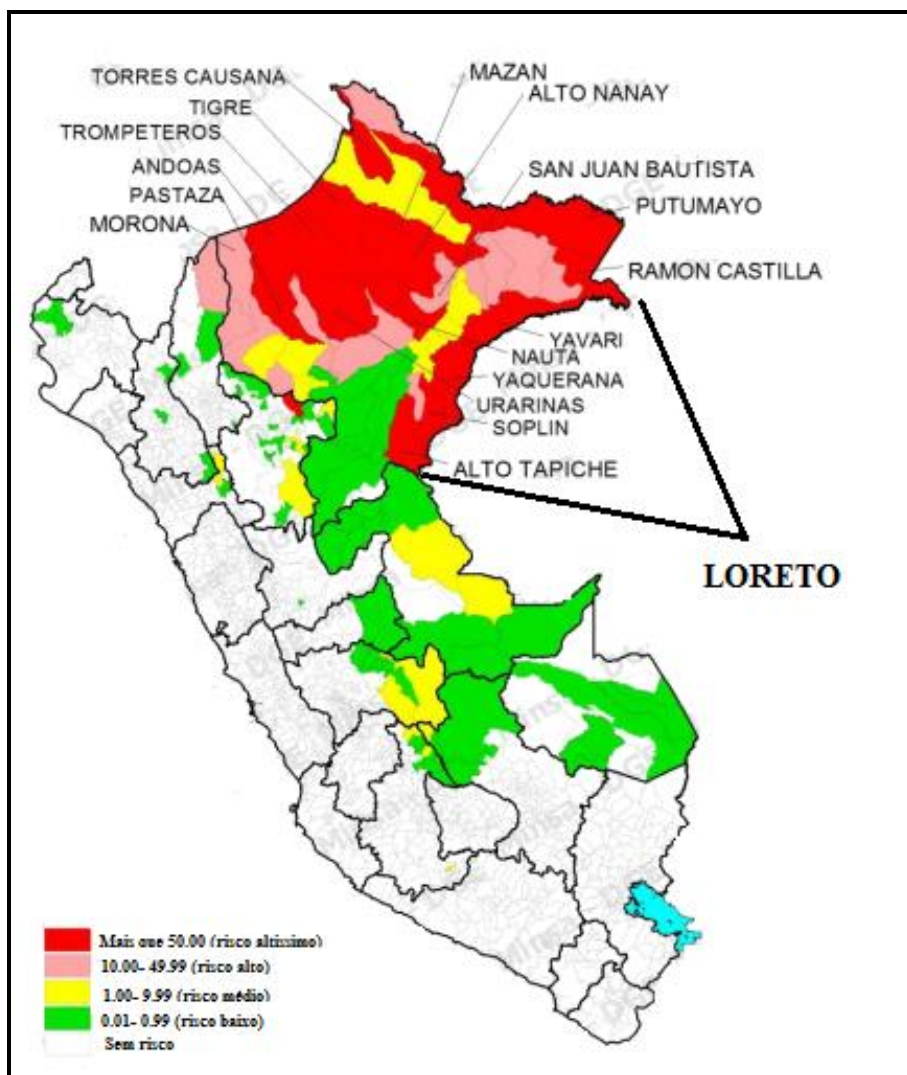 TORRES CAUSANA
MAZAN
TIGRE
ALTO NANAY
TROMPETEROS
ANDOAS
SAN JUAN BAUTISTA
PASTAZA
PUTUMAYO
MORONA
RAMON CASTILLA
YAVARI
NAUTA
YAQUERANA
URARINAS
SOPLIN
ALTO TAPICHE
LORETO
Mais que 50.00 (risco altissimo)
10.00- 49.99 (risco alto)
1.00- 9.99 (risco médio)
0.01- 0.99 (risco baixo)
Sem risco